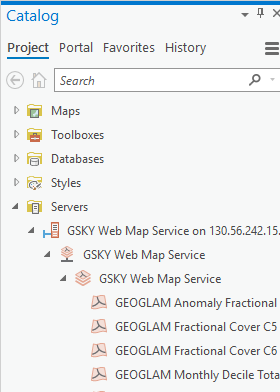 Catalog
Project Portal Favorites History
Search
Maps
Toolboxes
Databases
Styles
Servers
GSKY Web Map Service on 130.56.242.15.
GSKY Web Map Service
GSKY Web Map Service
GEOGLAM Anomaly Fractional
GEOGLAM Fractional Cover C5
GEOGLAM Fractional Cover C6
GEOGLAM Monthly Decile Tota